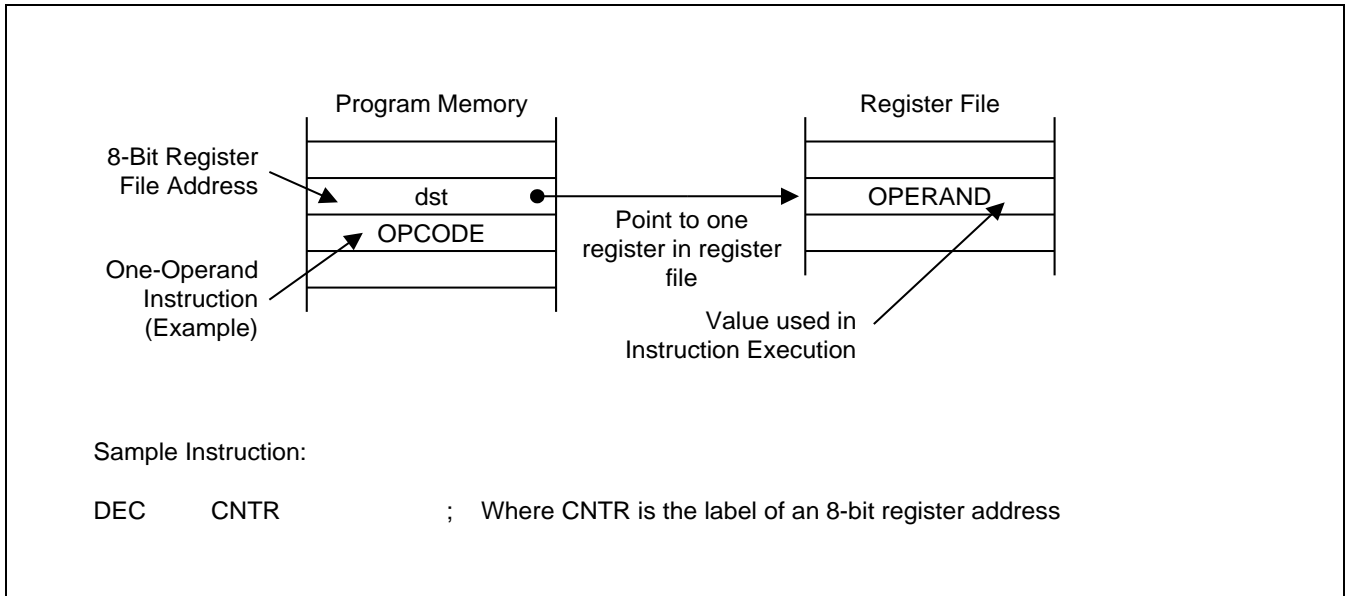 Program Memory
Register File
8-Bit Register
File Address
dst
OPERAND
OPCODE
Point to one
register in register
file
One-Operand
Instruction
(Example)
Value used in
Instruction Execution
Sample Instruction:
DEC CNTR ; Where CNTR is the label of an 8-bit register address